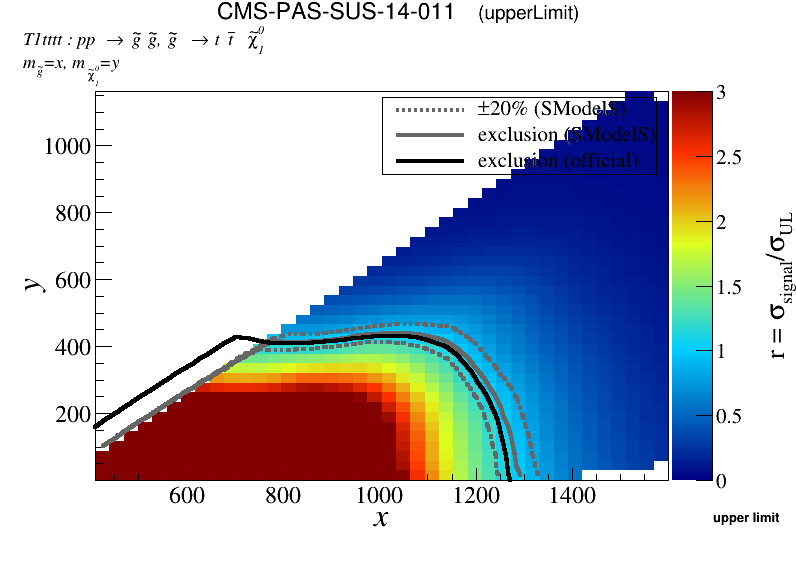 CMS-PAS-SUS-14-011 (upperLimit)
T1tttt : pp → g̃ g̃, g̃ → t t̄ χ̃₁⁰
m_g̃=x, m_χ̃₁⁰=y
±20% (SModelS)
exclusion (SModelS)
exclusion (official)
1000
800
600
400
200
y
600 800 1000 1200 1400
x
3
2.5
2
1.5
1
0.5
0
r = σ_signal/σ_UL
upper limit